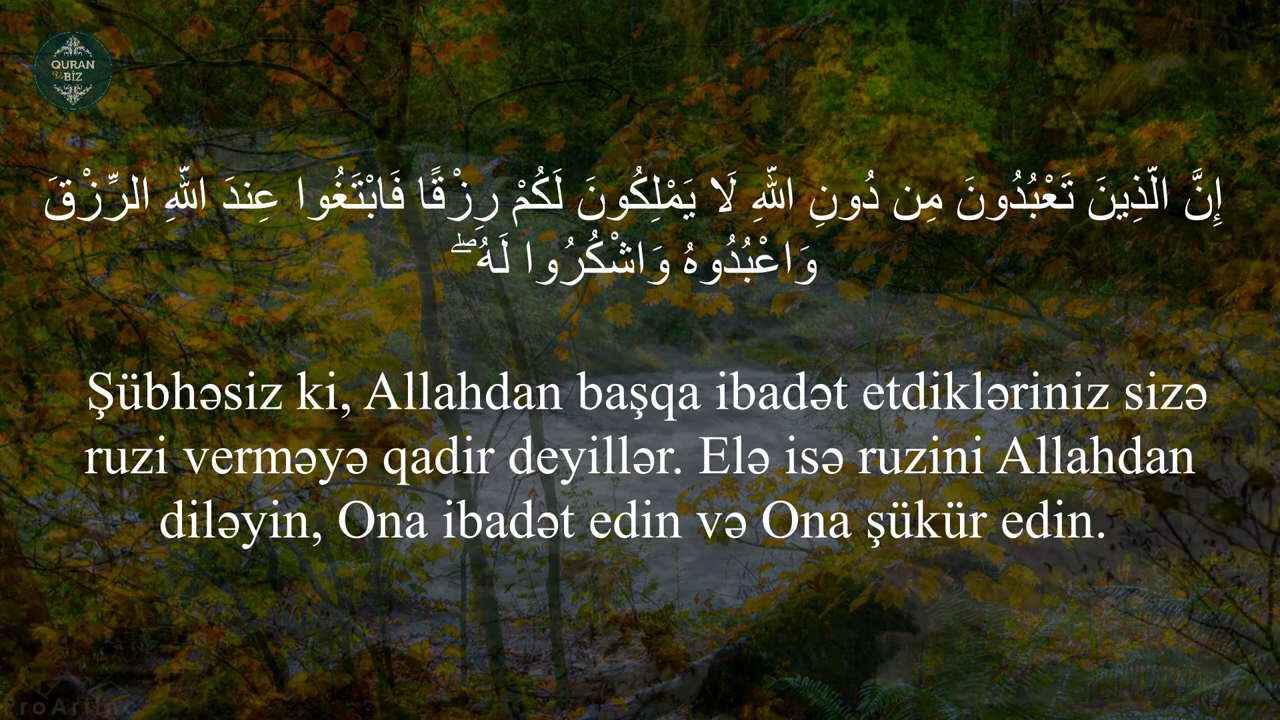 QURAN
Və BİZ
إِنَّ الَّذِينَ تَعْبُدُونَ مِن دُونِ اللَّهِ لَا يَمْلِكُونَ لَكُمْ رِزْقًا فَابْتَغُوا عِندَ اللَّهِ الرِّزْقَ
وَاعْبُدُوهُ وَاشْكُرُوا لَهُ ۖ
Şübhəsiz ki, Allahdan başqa ibadət etdikləriniz sizə
ruzi verməyə qadir deyillər. Elə isə ruzini Allahdan
diləyin, Ona ibadət edin və Ona şükür edin.